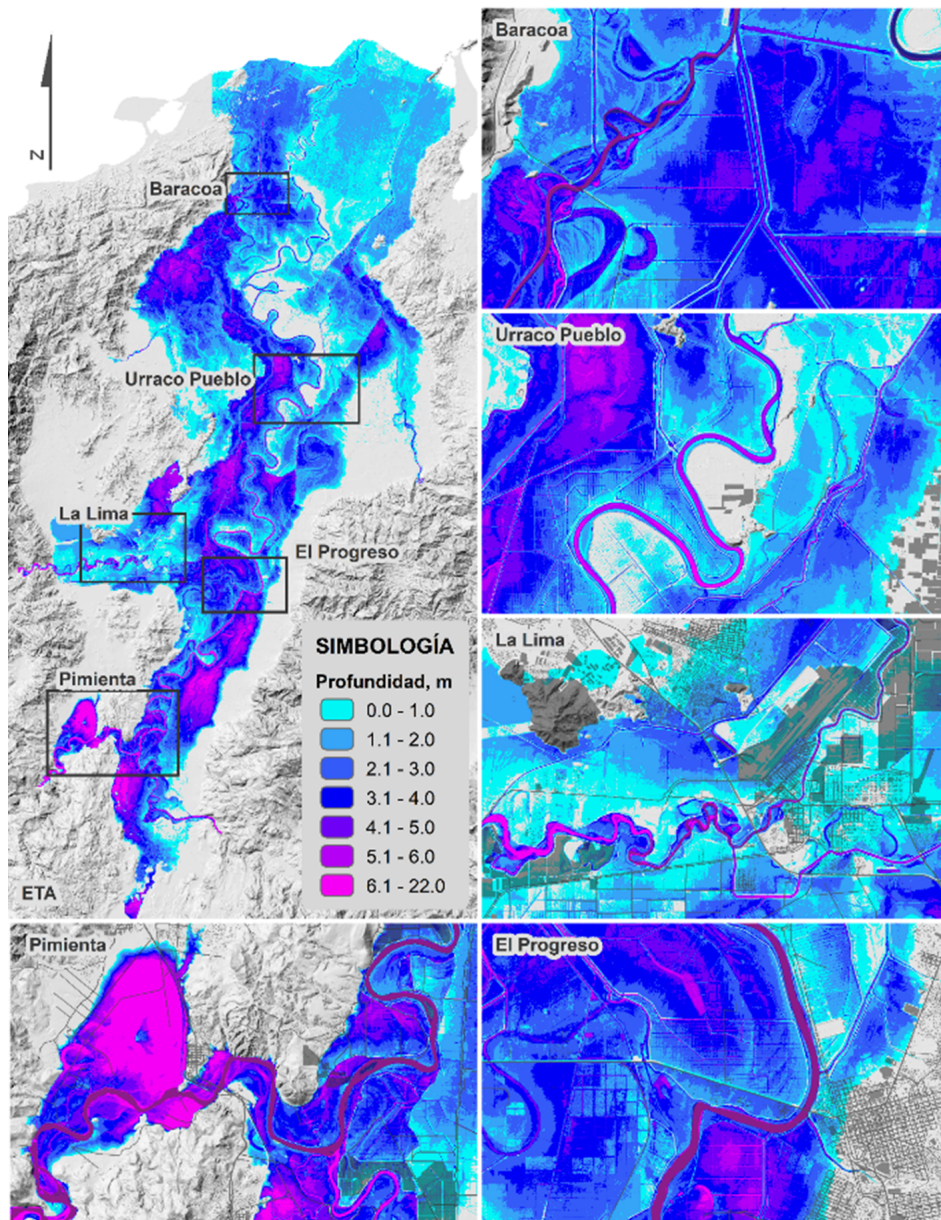 N
Baracoa
Urraco Pueblo
La Lima
El Progreso
Pimienta
SIMBOLOGÍA
Profundidad, m
0.0 - 1.0
1.1 - 2.0
2.1 - 3.0
3.1 - 4.0
4.1 - 5.0
5.1 - 6.0
6.1 - 22.0
ETA
Baracoa
Urraco Pueblo
La Lima
Pimienta
El Progreso